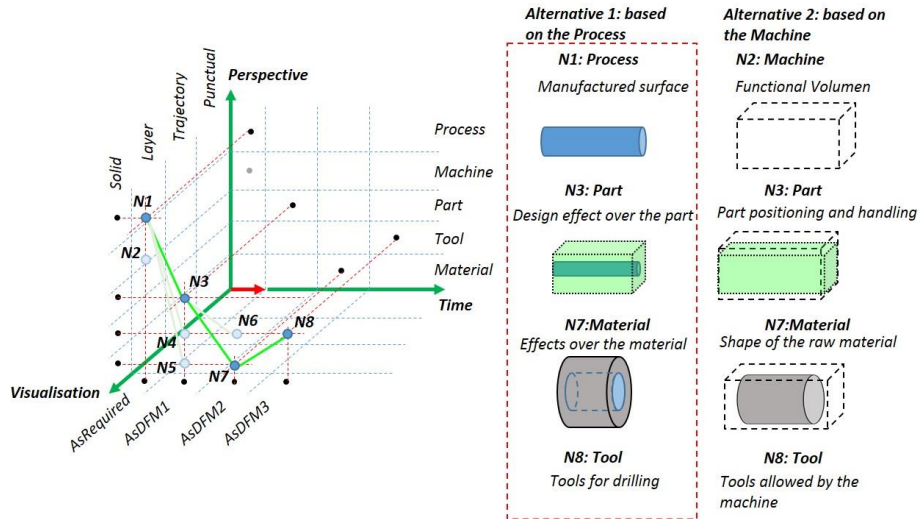 Perspective
Punctual
Trajectory
Layer
Solid
Process
Machine
Part
Tool
Material
Time
N1
N2
N3
N4
N5
N6
N7
N8
Visualisation
AsRequired
AsDFM1
AsDFM2
AsDFM3
Alternative 1: based
on the Process
N1: Process
Manufactured surface
N3: Part
Design effect over the part
N7:Material
Effects over the material
N8: Tool
Tools for drilling
Alternative 2: based on
the Machine
N2: Machine
Functional Volumen
N3: Part
Part positioning and handling
N7:Material
Shape of the raw material
N8: Tool
Tools allowed by the
machine